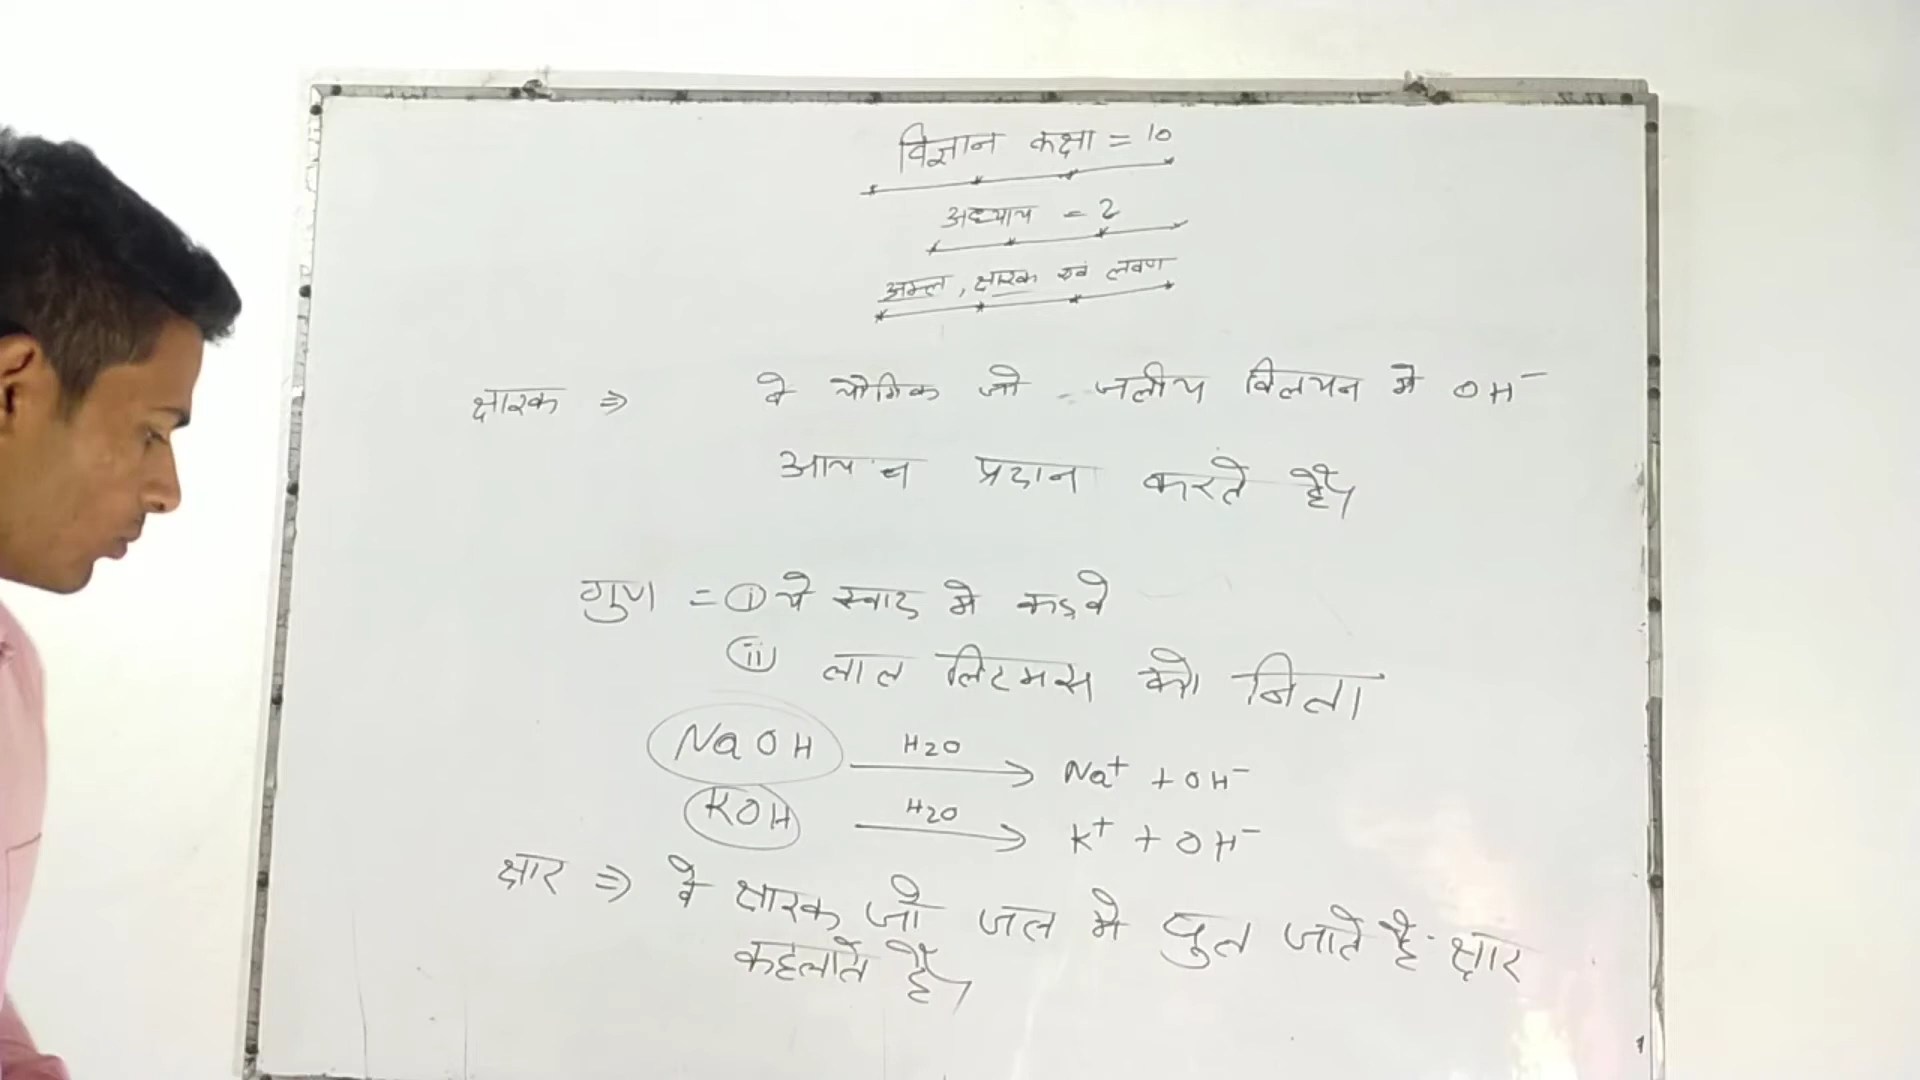 विज्ञान कक्षा = 10
अध्याय = 2
अम्ल, क्षारक एवं लवण
क्षारक ⇒ वे यौगिक जो जलीय विलयन मे OH⁻
आयन प्रदान करते है।
गुण = (i) ये स्वाद मे कड़वे
(ii) लाल लिटमस को निला
NaOH —H2O→ Na⁺ + OH⁻
KOH —H2O→ K⁺ + OH⁻
क्षार ⇒ वे क्षारक जो जल मे घुल जाते है क्षार
कहलाते है।